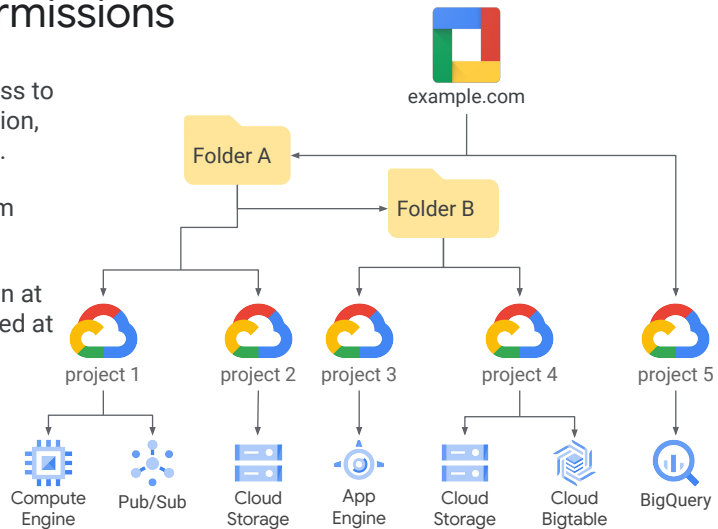 rmissions
ss to
ion,
.
m
n at
ed at
example.com
Folder A
Folder B
project 1
project 2
project 3
project 4
project 5
Compute
Engine
Pub/Sub
Cloud
Storage
App
Engine
Cloud
Storage
Cloud
Bigtable
BigQuery